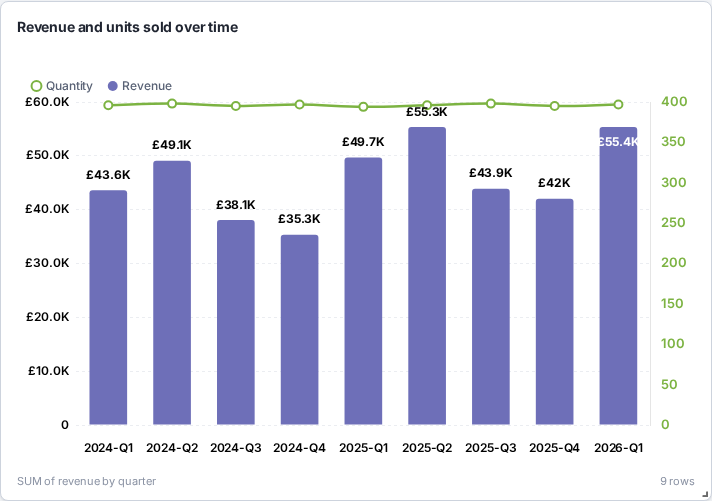 Revenue and units sold over time
Quantity Revenue
£60.0K
£50.0K
£40.0K
£30.0K
£20.0K
£10.0K
0
£43.6K
£49.1K
£38.1K
£35.3K
£49.7K
£55.3K
£43.9K
£42K
£55.4K
400
350
300
250
200
150
100
50
0
2024-Q1 2024-Q2 2024-Q3 2024-Q4 2025-Q1 2025-Q2 2025-Q3 2025-Q4 2026-Q1
SUM of revenue by quarter
9 rows